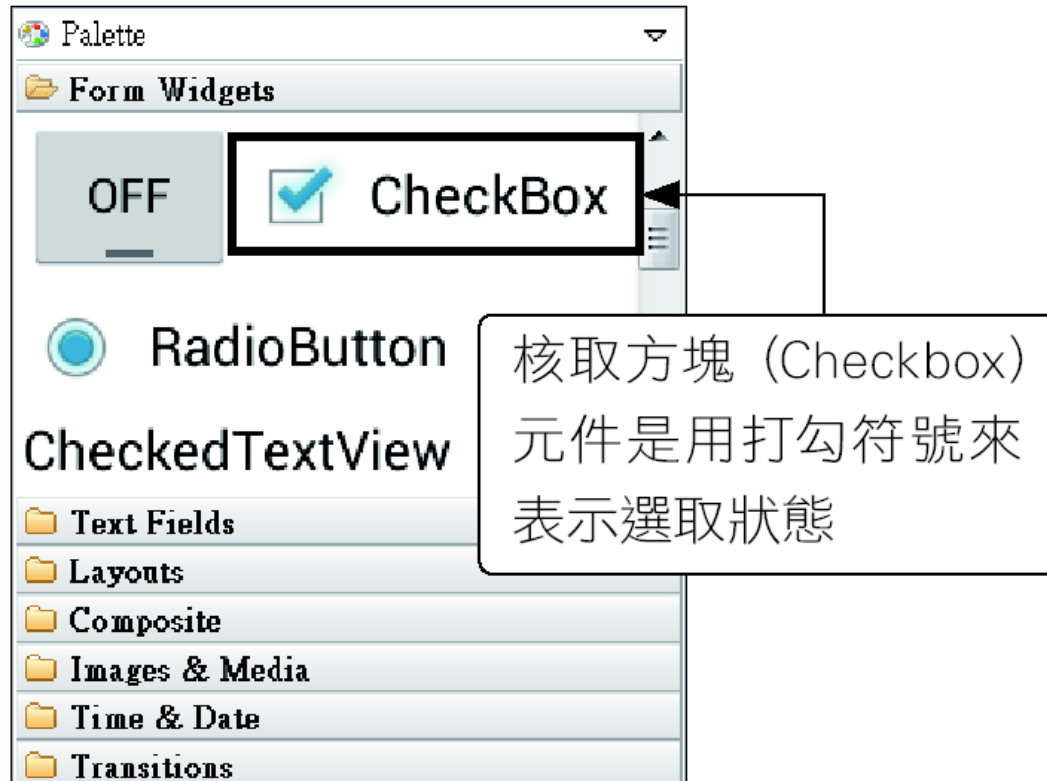 Palette
Form Widgets
OFF
CheckBox
RadioButton
CheckedTextView
核取方塊 (Checkbox)
元件是用打勾符號來
表示選取狀態
Text Fields
Layouts
Composite
Images & Media
Time & Date
Transitions